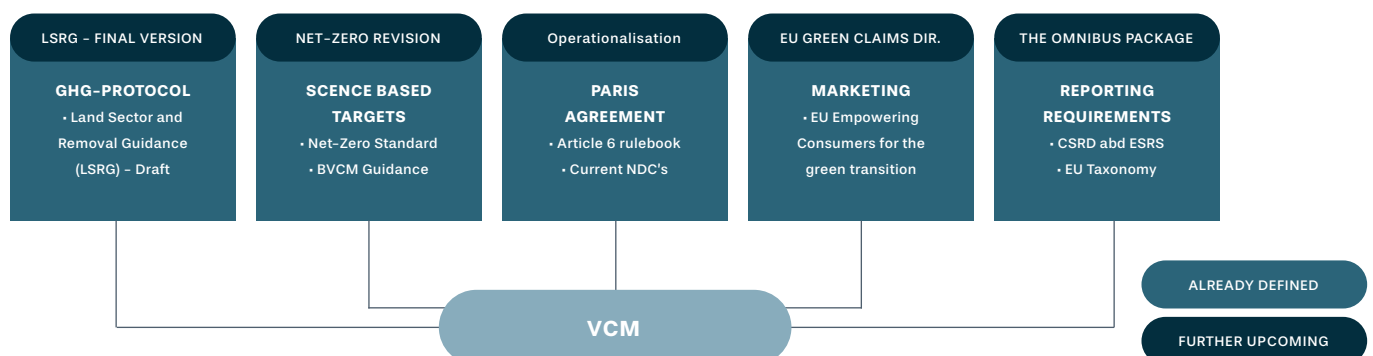 LSRG - FINAL VERSION
GHG-PROTOCOL
• Land Sector and
Removal Guidance
(LSRG) - Draft
NET-ZERO REVISION
SCENCE BASED
TARGETS
• Net-Zero Standard
• BVCM Guidance
Operationalisation
PARIS
AGREEMENT
• Article 6 rulebook
• Current NDC's
EU GREEN CLAIMS DIR.
MARKETING
• EU Empowering
Consumers for the
green transition
THE OMNIBUS PACKAGE
REPORTING
REQUIREMENTS
• CSRD abd ESRS
• EU Taxonomy
VCM
ALREADY DEFINED
FURTHER UPCOMING